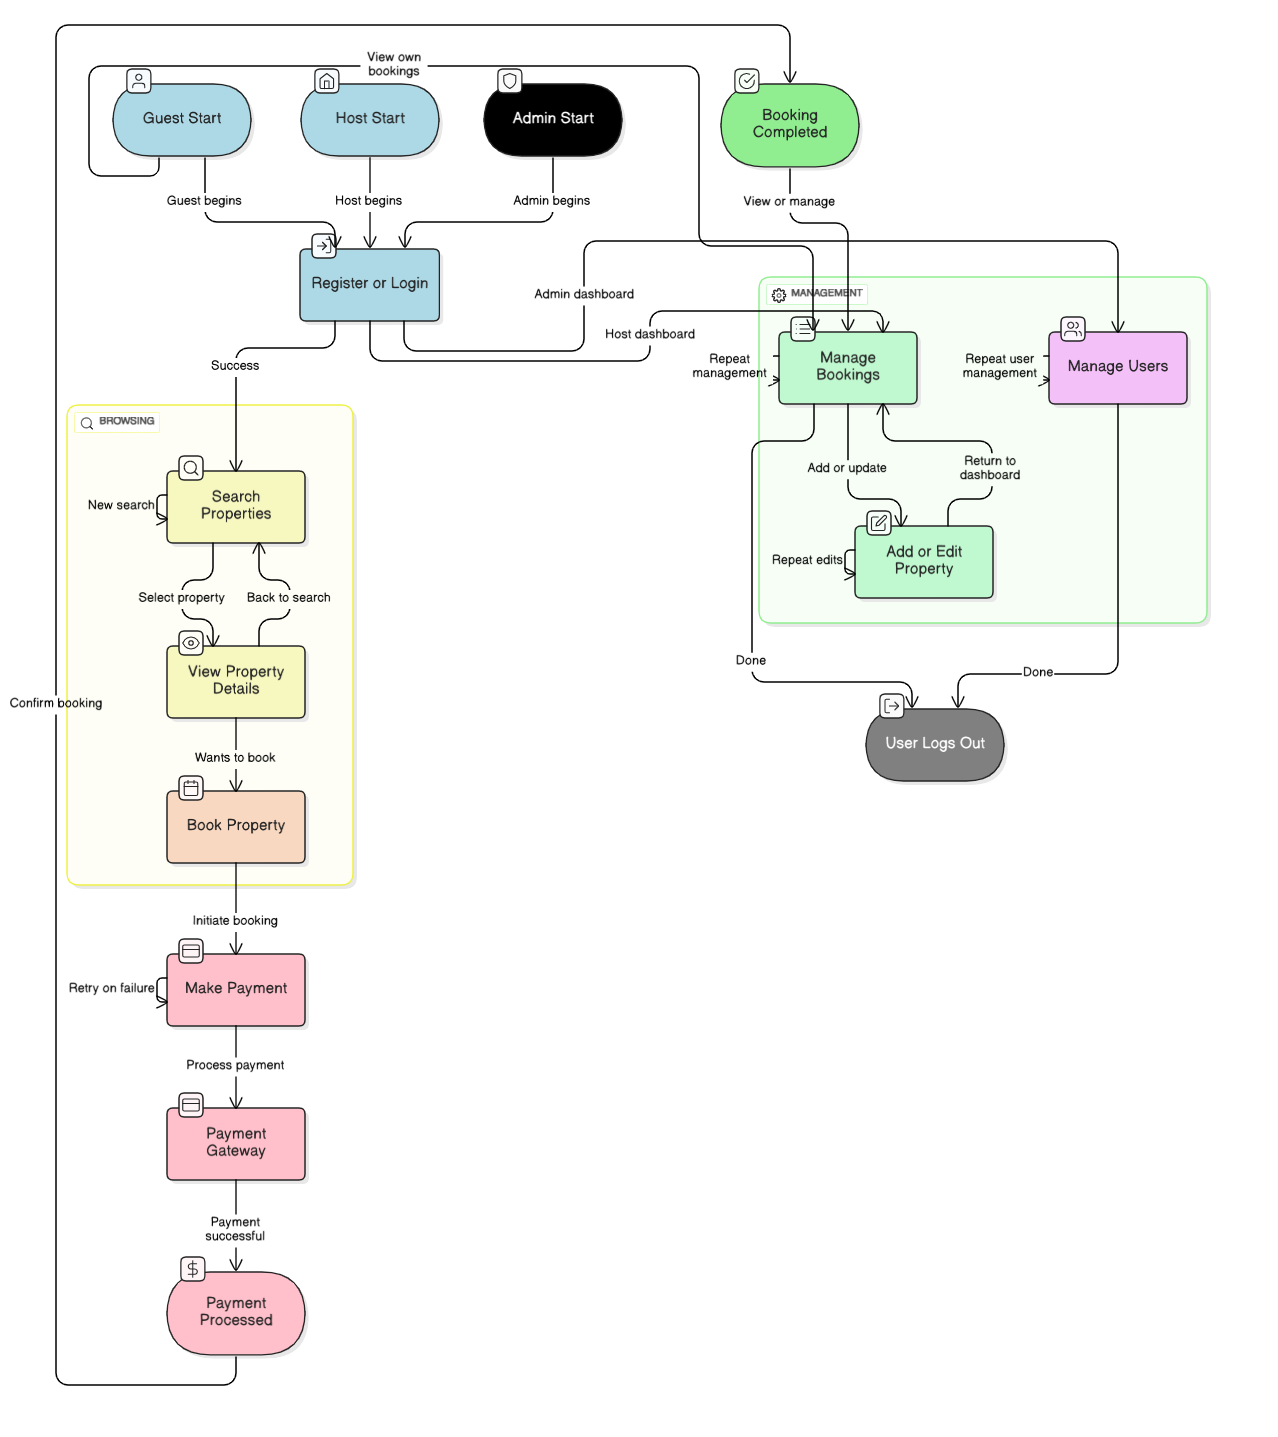 View own
bookings
Guest Start
Host Start
Admin Start
Booking
Completed
Guest begins
Host begins
Admin begins
View or manage
Register or Login
Admin dashboard
MANAGEMENT
Host dashboard
Success
Repeat
management
Manage
Bookings
Repeat user
management
Manage Users
BROWSING
Search
Properties
New search
Add or update
Return to
dashboard
Add or Edit
Property
Repeat edits
Select property
Back to search
View Property
Details
Done
Done
Confirm booking
User Logs Out
Wants to book
Book Property
Initiate booking
Make Payment
Retry on failure
Process payment
Payment
Gateway
Payment
successful
$
Payment
Processed